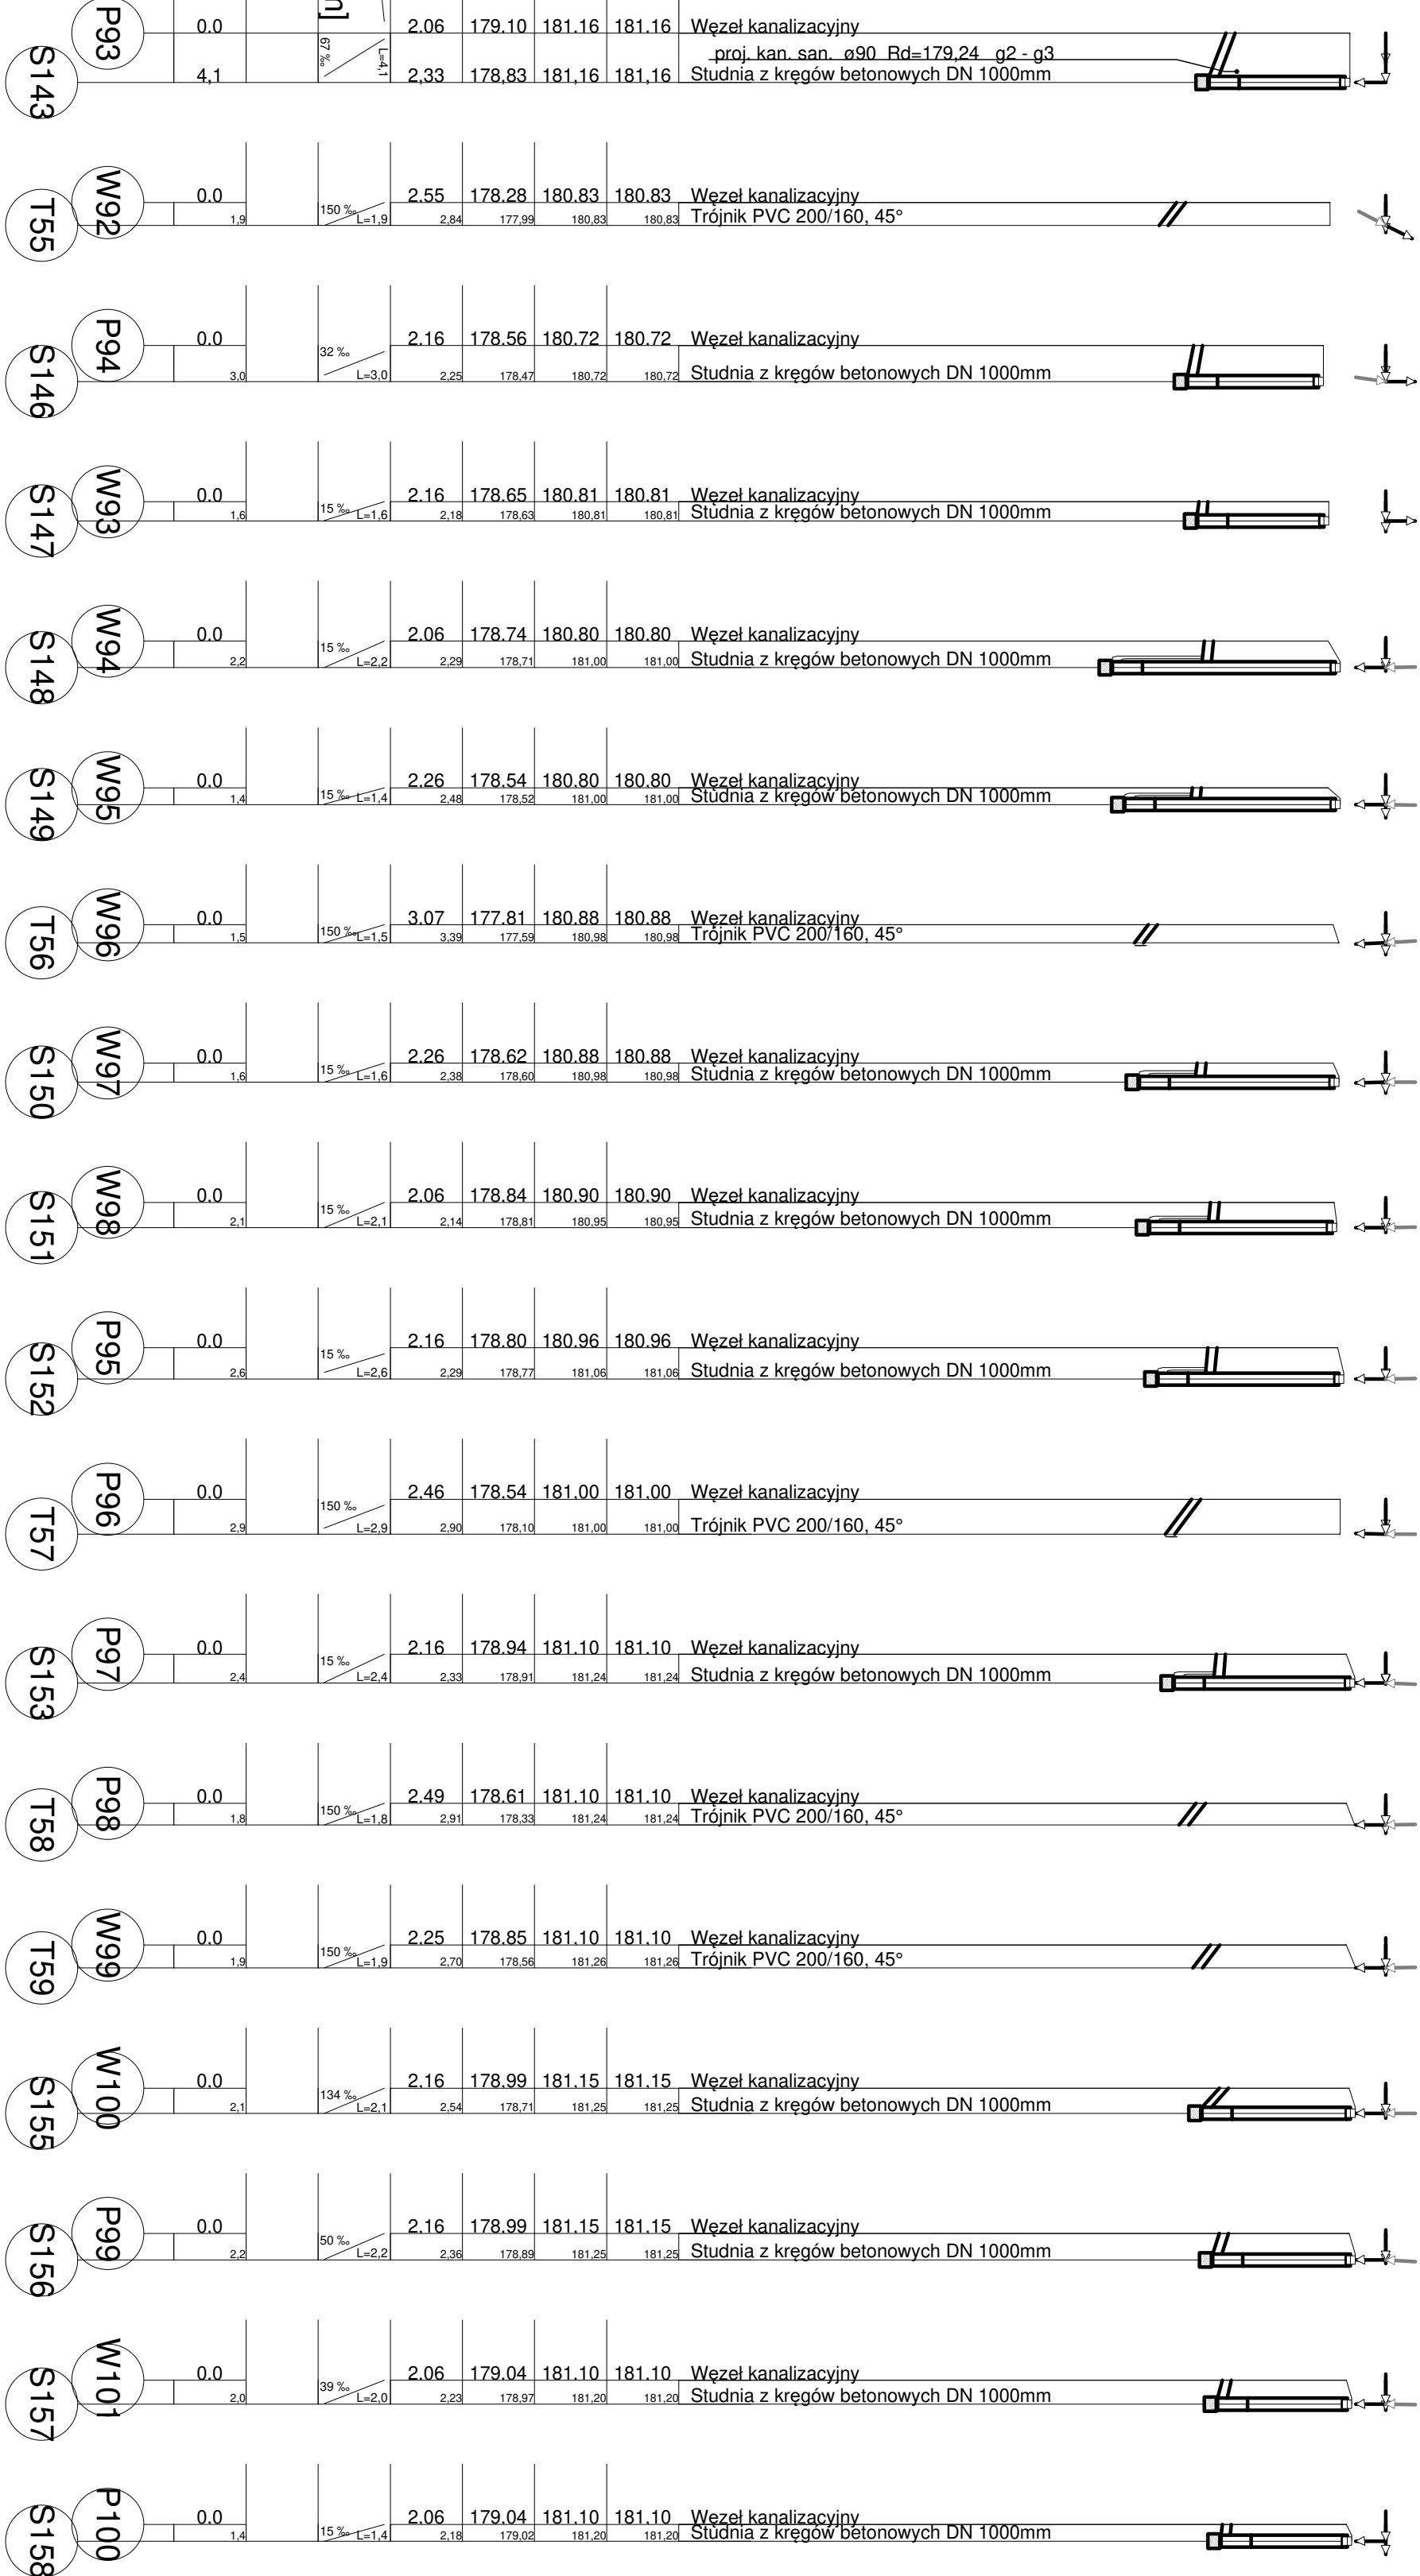 n]
P93 0,0 2,06 179,10 181,16 181,16 Węzeł kanalizacyjny
67 ‰ L=4,1 proj. kan. san. ø90 Rd=179,24 g2 - g3
S143 4,1 2,33 178,83 181,16 181,16 Studnia z kręgów betonowych DN 1000mm
W92 0,0 2,55 178,28 180,83 180,83 Węzeł kanalizacyjny
T55 1,9 150 ‰ L=1,9 2,84 177,99 180,83 180,83 Trójnik PVC 200/160, 45°
P94 0,0 2,16 178,56 180,72 180,72 Węzeł kanalizacyjny
S146 3,0 32 ‰ L=3,0 2,25 178,47 180,72 180,72 Studnia z kręgów betonowych DN 1000mm
W93 0,0 2,16 178,65 180,81 180,81 Węzeł kanalizacyjny
S147 1,6 15 ‰ L=1,6 2,18 178,63 180,81 180,81 Studnia z kręgów betonowych DN 1000mm
W94 0,0 2,06 178,74 180,80 180,80 Węzeł kanalizacyjny
S148 2,2 15 ‰ L=2,2 2,29 178,71 181,00 181,00 Studnia z kręgów betonowych DN 1000mm
W95 0,0 2,26 178,54 180,80 180,80 Węzeł kanalizacyjny
S149 1,4 15 ‰ L=1,4 2,48 178,52 181,00 181,00 Studnia z kręgów betonowych DN 1000mm
W96 0,0 3,07 177,81 180,88 180,88 Węzeł kanalizacyjny
T56 1,5 150 ‰ L=1,5 3,39 177,59 180,98 180,98 Trójnik PVC 200/160, 45°
W97 0,0 2,26 178,62 180,88 180,88 Węzeł kanalizacyjny
S150 1,6 15 ‰ L=1,6 2,38 178,60 180,98 180,98 Studnia z kręgów betonowych DN 1000mm
W98 0,0 2,06 178,84 180,90 180,90 Węzeł kanalizacyjny
S151 2,1 15 ‰ L=2,1 2,14 178,81 180,95 180,95 Studnia z kręgów betonowych DN 1000mm
P95 0,0 2,16 178,80 180,96 180,96 Węzeł kanalizacyjny
S152 2,6 15 ‰ L=2,6 2,29 178,77 181,06 181,06 Studnia z kręgów betonowych DN 1000mm
P96 0,0 2,46 178,54 181,00 181,00 Węzeł kanalizacyjny
T57 2,9 150 ‰ L=2,9 2,90 178,10 181,00 181,00 Trójnik PVC 200/160, 45°
P97 0,0 2,16 178,94 181,10 181,10 Węzeł kanalizacyjny
S153 2,4 15 ‰ L=2,4 2,33 178,91 181,24 181,24 Studnia z kręgów betonowych DN 1000mm
P98 0,0 2,49 178,61 181,10 181,10 Węzeł kanalizacyjny
T58 1,8 150 ‰ L=1,8 2,91 178,33 181,24 181,24 Trójnik PVC 200/160, 45°
W99 0,0 2,25 178,85 181,10 181,10 Węzeł kanalizacyjny
T59 1,9 150 ‰ L=1,9 2,70 178,56 181,26 181,26 Trójnik PVC 200/160, 45°
W100 0,0 2,16 178,99 181,15 181,15 Węzeł kanalizacyjny
S155 2,1 134 ‰ L=2,1 2,54 178,71 181,25 181,25 Studnia z kręgów betonowych DN 1000mm
P99 0,0 2,16 178,99 181,15 181,15 Węzeł kanalizacyjny
S156 2,2 50 ‰ L=2,2 2,36 178,89 181,25 181,25 Studnia z kręgów betonowych DN 1000mm
W101 0,0 2,06 179,04 181,10 181,10 Węzeł kanalizacyjny
S157 2,0 39 ‰ L=2,0 2,23 178,97 181,20 181,20 Studnia z kręgów betonowych DN 1000mm
P100 0,0 2,06 179,04 181,10 181,10 Węzeł kanalizacyjny
S158 1,4 15 ‰ L=1,4 2,18 179,02 181,20 181,20 Studnia z kręgów betonowych DN 1000mm